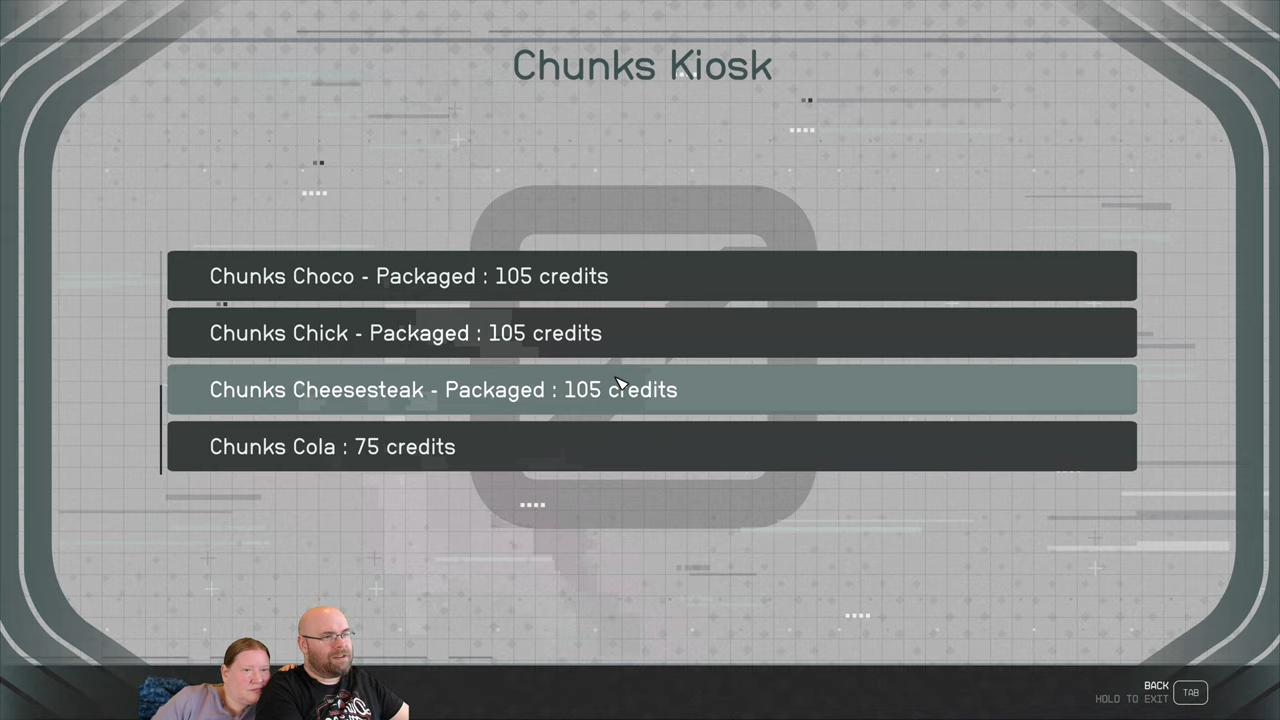 Chunks Kiosk
Chunks Choco - Packaged : 105 credits
Chunks Chick - Packaged : 105 credits
Chunks Cheesesteak - Packaged : 105 credits
Chunks Cola : 75 credits
BACK
HOLD TO EXIT
TAB